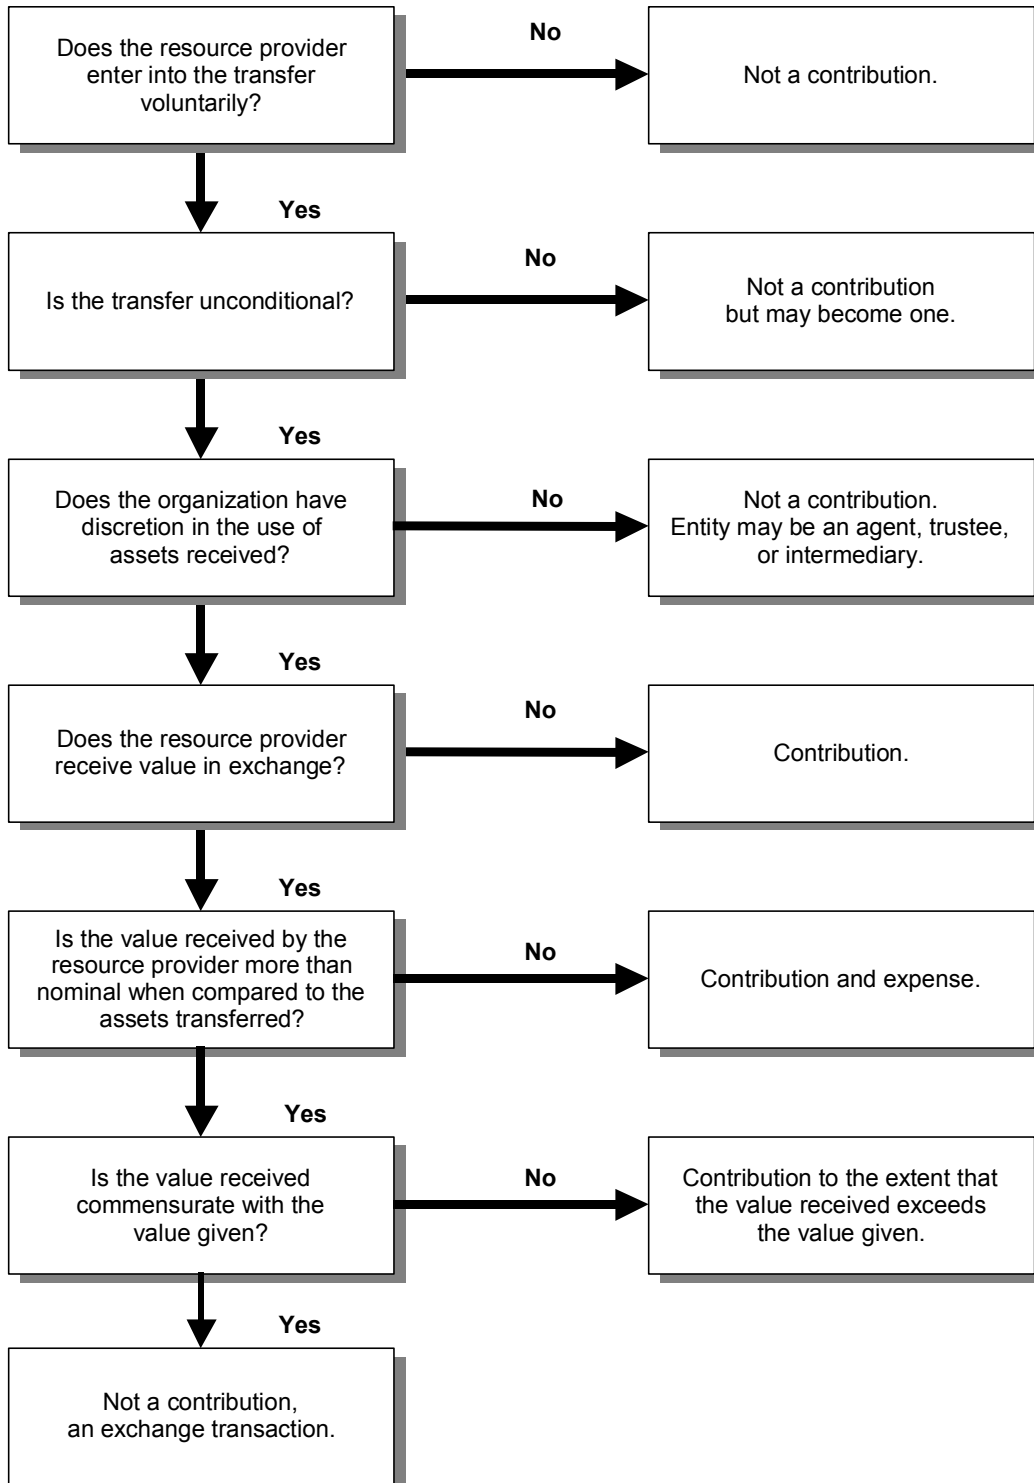 Does the resource provider
enter into the transfer
voluntarily?
No
Not a contribution.
Yes
Is the transfer unconditional?
No
Not a contribution
but may become one.
Yes
Does the organization have
discretion in the use of
assets received?
No
Not a contribution.
Entity may be an agent, trustee,
or intermediary.
Yes
Does the resource provider
receive value in exchange?
No
Contribution.
Yes
Is the value received by the
resource provider more than
nominal when compared to the
assets transferred?
No
Contribution and expense.
Yes
Is the value received
commensurate with the
value given?
No
Contribution to the extent that
the value received exceeds
the value given.
Yes
Not a contribution,
an exchange transaction.